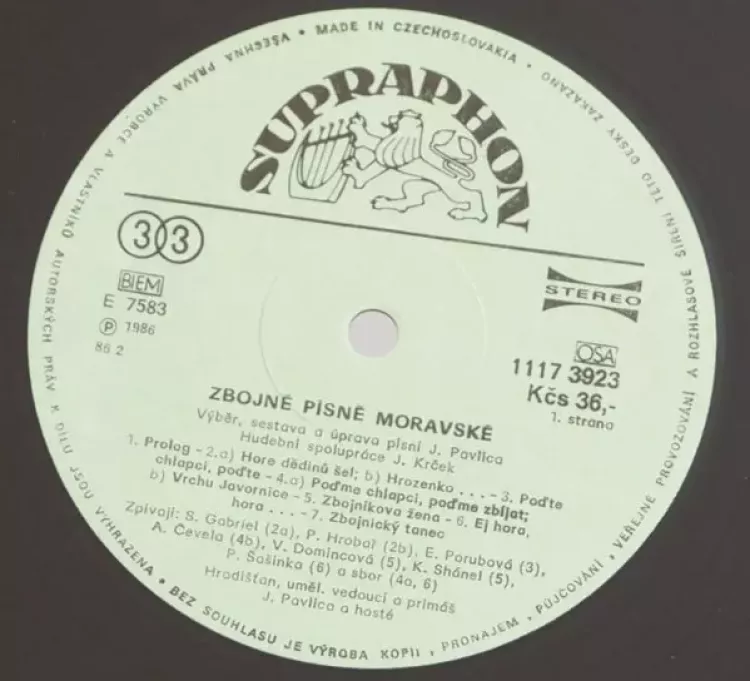 VŠECHNA PRÁVA VÝROBCE A VLASTNÍKŮ AUTORSKÝCH PRÁV K DÍLU JSOU VYHRAZENA • BEZ SOUHLASU JE VÝROBA KOPIÍ, PRONÁJEM, PŮJČOVÁNÍ, VEŘEJNÉ PROVOZOVÁNÍ A ROZHLASOVÉ ŠÍŘENÍ TÉTO DESKY ZAKÁZÁNO • MADE IN CZECHOSLOVAKIA •
SUPRAPHON
33
STEREO
BIEM
E 7583
℗ 1986
86 2
OSA
1117 3923
Kčs 36,-
1. strana
ZBOJNÉ PÍSNĚ MORAVSKÉ
Výběr, sestava a úprava písní J. Pavlica
Hudební spolupráce J. Krček
1. Prolog - 2.a) Hore dědinú šel; b) Hrozenko . . . - 3. Poďte
chlapci, poďte - 4.a) Poďme chlapci, poďme zbíjat;
b) Vrchu Javornice - 5. Zbojníkova žena - 6. Ej hora,
hora . . . - 7. Zbojnický tanec
Zpívají: S. Gabriel (2a), P. Hrobař (2b), E. Porubová (3),
A. Čevela (4b), V. Domincová (5), K. Shánel (5),
P. Sašinka (6) a sbor (4a, 6)
Hradišťan, uměl. vedoucí a primáš
J. Pavlica a hosté